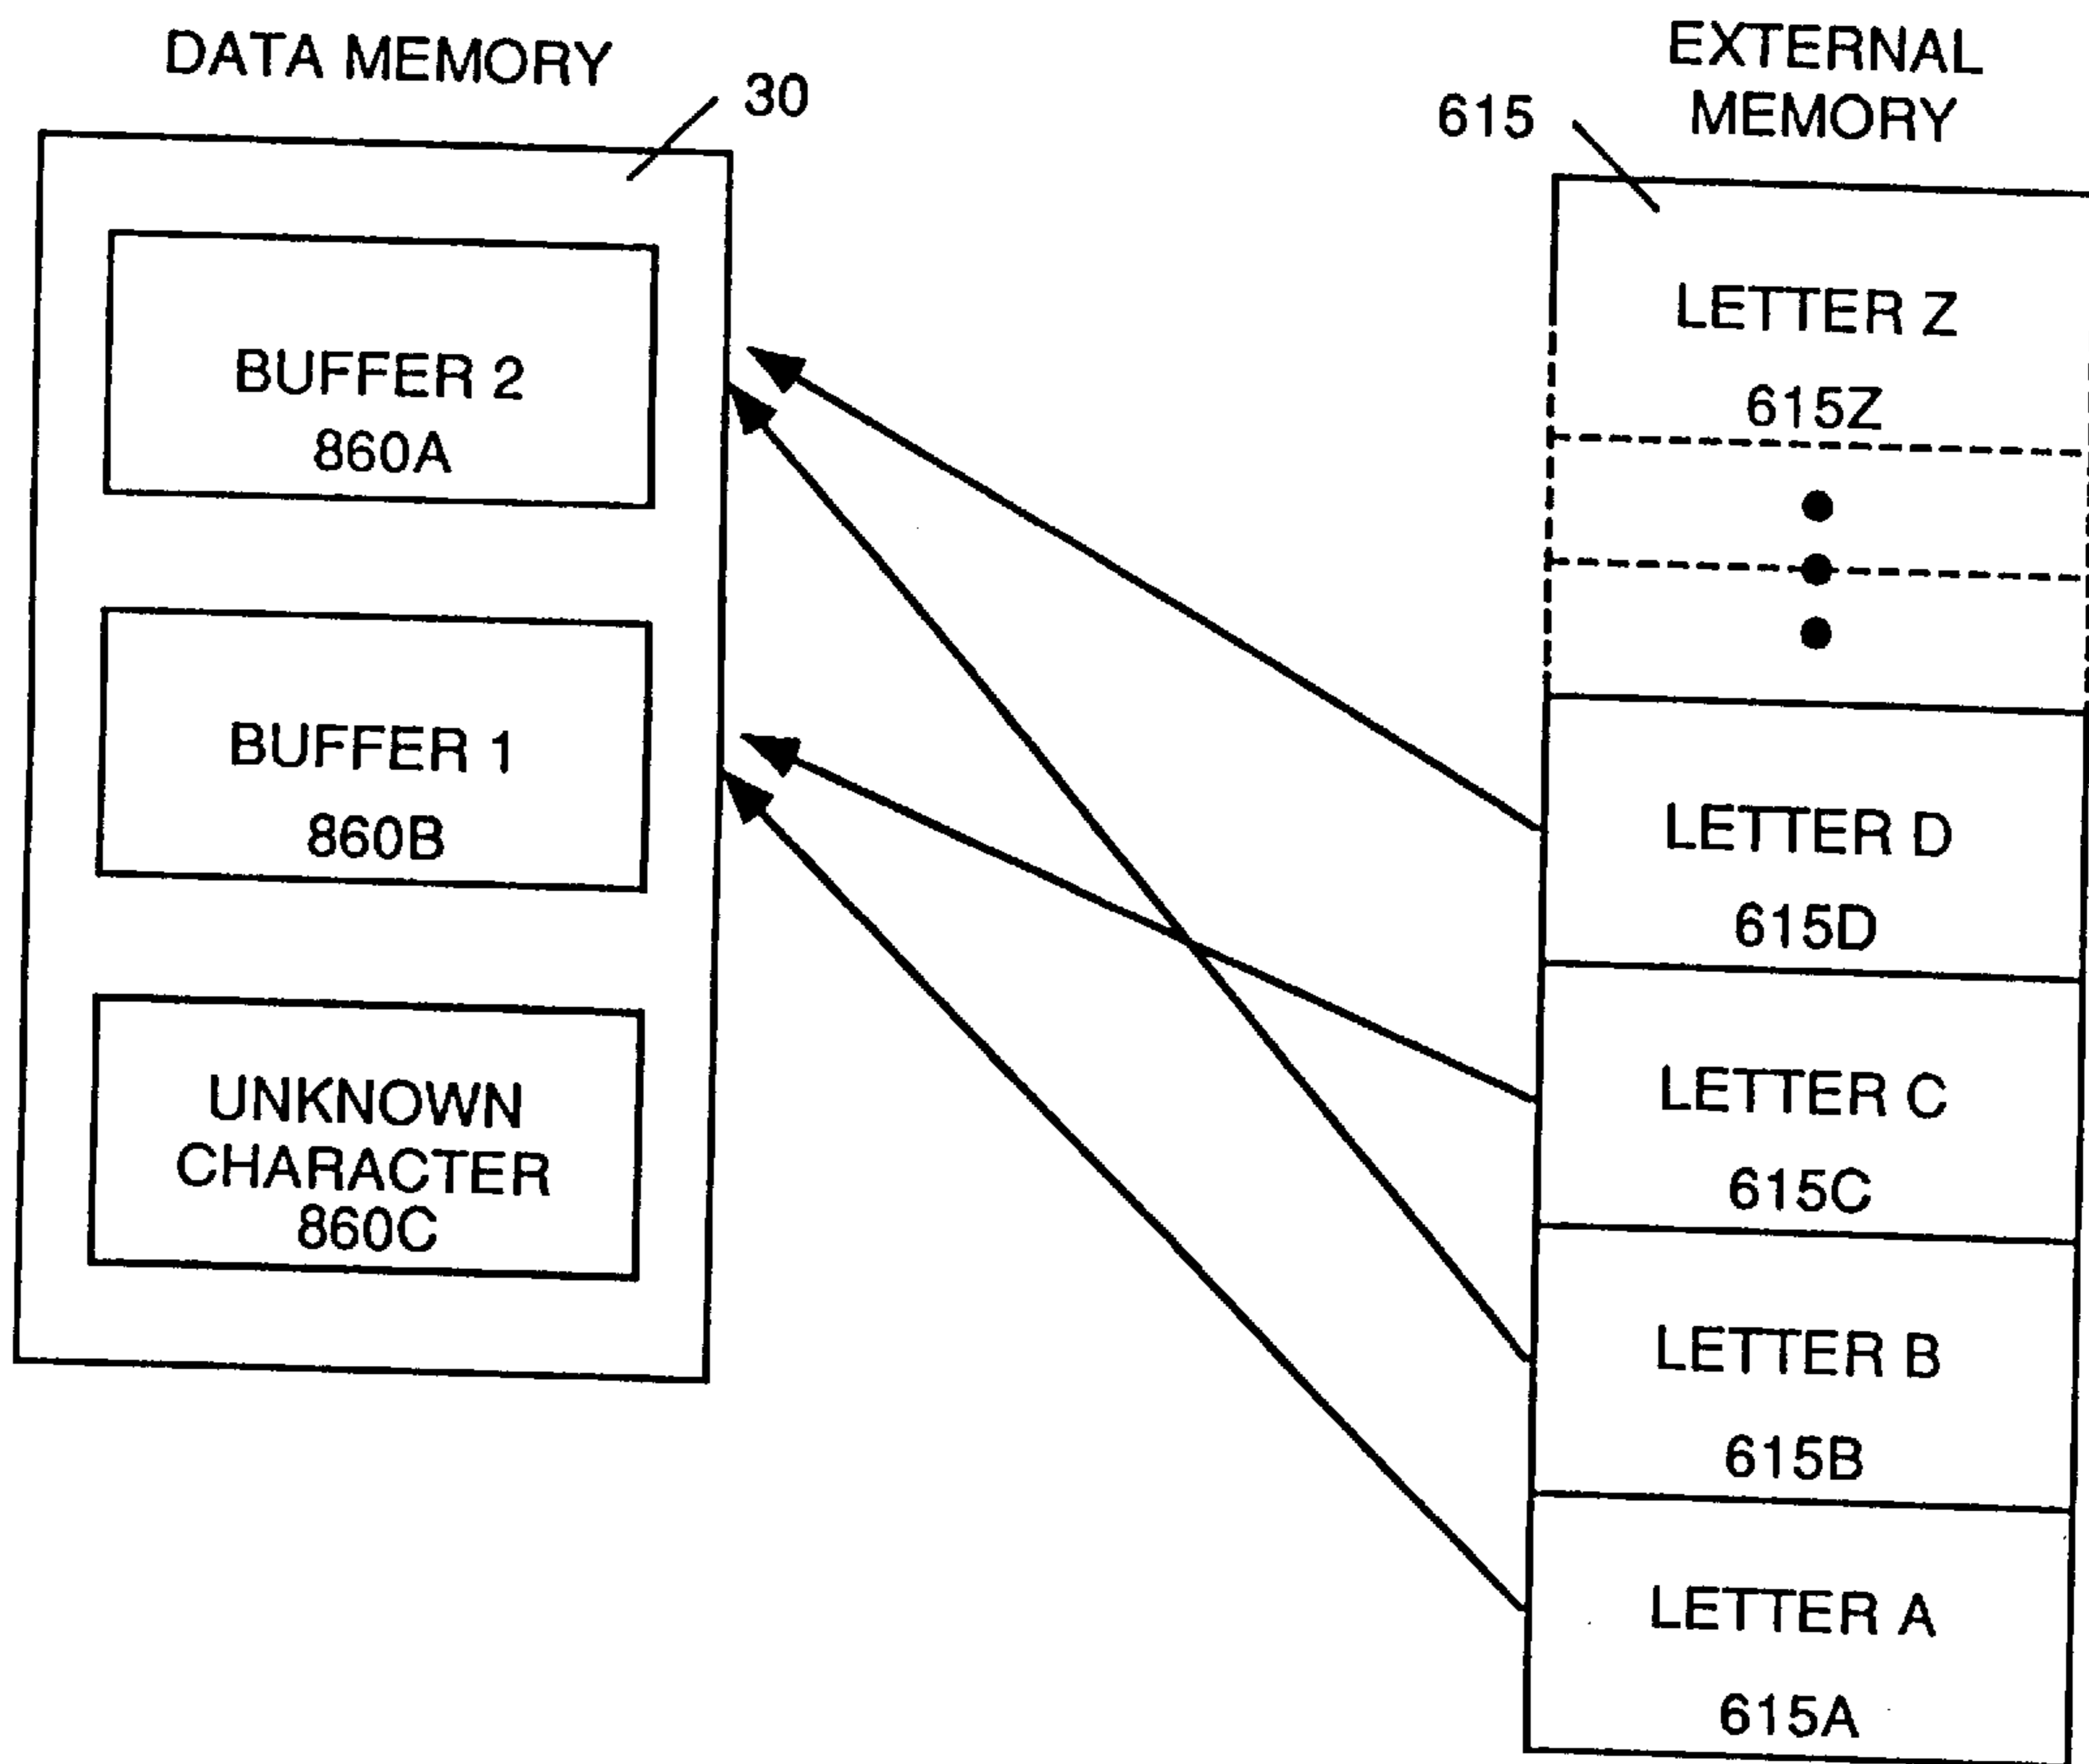 DATA MEMORY
30
BUFFER 2
860A
BUFFER 1
860B
UNKNOWN
CHARACTER
860C
EXTERNAL
MEMORY
615
LETTER Z
615Z
LETTER D
615D
LETTER C
615C
LETTER B
615B
LETTER A
615A